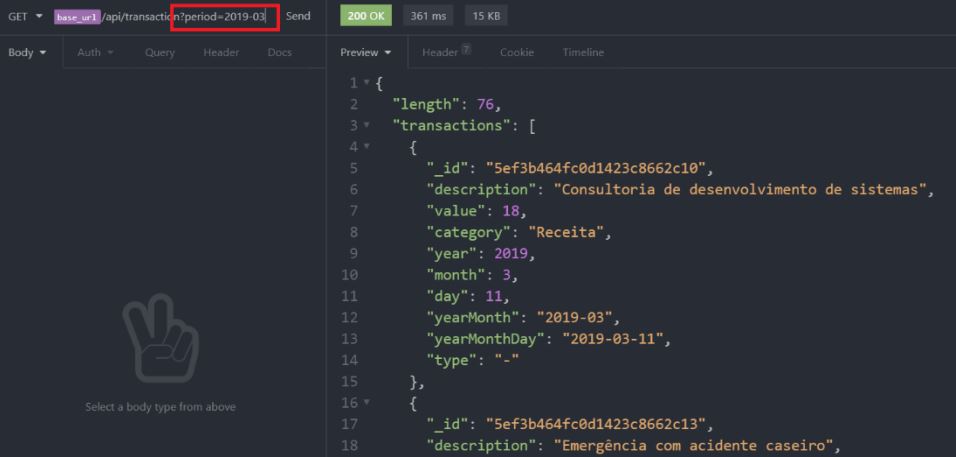 GET base_url /api/transaction?period=2019-03 Send
200 OK 361 ms 15 KB
Body Auth Query Header Docs
Preview Header 7 Cookie Timeline
1 {
2 "length": 76,
3 "transactions": [
4 {
5 "_id": "5ef3b464fc0d1423c8662c10",
6 "description": "Consultoria de desenvolvimento de sistemas",
7 "value": 18,
8 "category": "Receita",
9 "year": 2019,
10 "month": 3,
11 "day": 11,
12 "yearMonth": "2019-03",
13 "yearMonthDay": "2019-03-11",
14 "type": "-"
15 },
16 {
17 "_id": "5ef3b464fc0d1423c8662c13",
18 "description": "Emergência com acidente caseiro",
Select a body type from above